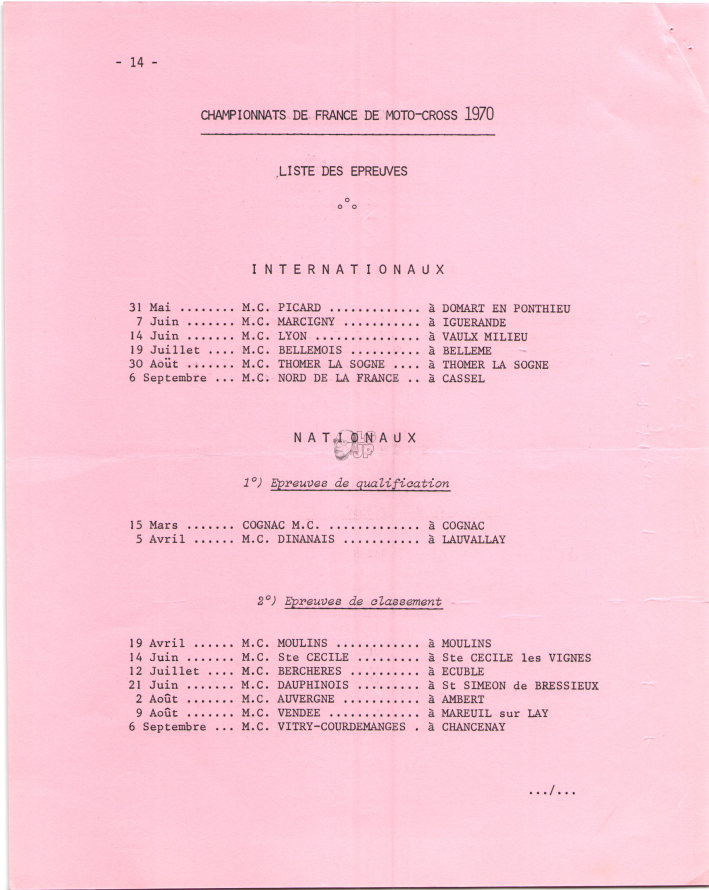 - 14 -
CHAMPIONNATS DE FRANCE DE MOTO-CROSS 1970
LISTE DES EPREUVES
INTERNATIONAUX
31 Mai ........ M.C. PICARD ............. à DOMART EN PONTHIEU
7 Juin ....... M.C. MARCIGNY ........... à IGUERANDE
14 Juin ....... M.C. LYON ............... à VAULX MILIEU
19 Juillet .... M.C. BELLEMOIS .......... à BELLEME
30 Août ....... M.C. THOMER LA SOGNE .... à THOMER LA SOGNE
6 Septembre ... M.C. NORD DE LA FRANCE .. à CASSEL
NATIONAUX
1°) Epreuves de qualification
15 Mars ....... COGNAC M.C. ............. à COGNAC
5 Avril ...... M.C. DINANAIS ........... à LAUVALLAY
2°) Epreuves de classement
19 Avril ...... M.C. MOULINS ............ à MOULINS
14 Juin ....... M.C. Ste CECILE ......... à Ste CECILE les VIGNES
12 Juillet .... M.C. BERCHERES .......... à ECUBLE
21 Juin ....... M.C. DAUPHINOIS ......... à St SIMEON de BRESSIEUX
2 Août ....... M.C. AUVERGNE ........... à AMBERT
9 Août ....... M.C. VENDEE ............. à MAREUIL sur LAY
6 Septembre ... M.C. VITRY-COURDEMANGES . à CHANCENAY
.../...